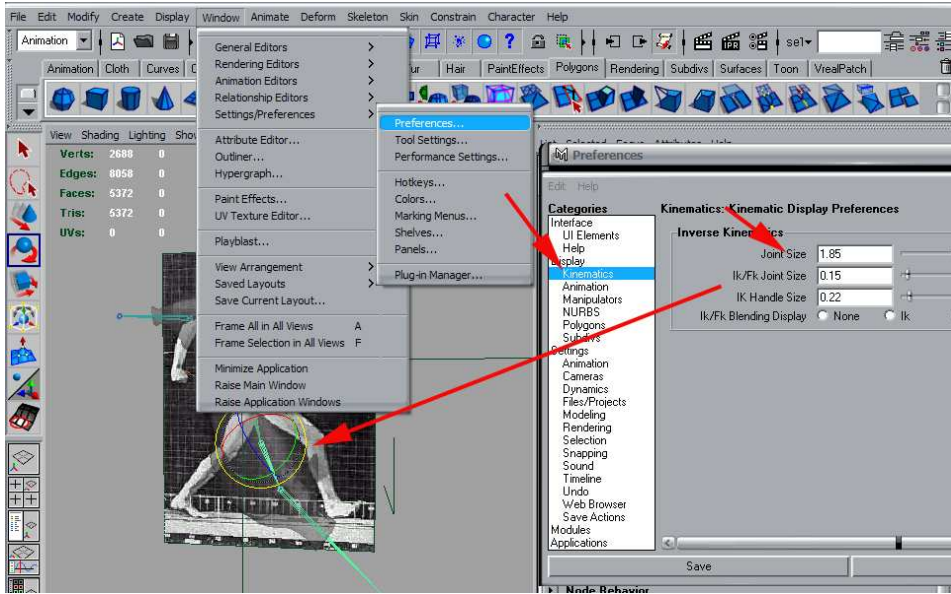 File Edit Modify Create Display Window Animate Deform Skeleton Skin Constrain Character Help
Animation
sel-
Animation Cloth Curves
Hair PaintEffects Polygons Rendering Subdivs Surfaces Toon VrealPatch
View Shading Lighting
Verts: 2688 0
Edges: 8058 0
Faces: 5372 0
Tris: 5372 0
UVs: 0 0
General Editors >
Rendering Editors >
Animation Editors >
Relationship Editors >
Settings/Preferences >
Attribute Editor...
Outliner...
Hypergraph...
Paint Effects...
UV Texture Editor...
Playblast...
View Arrangement >
Saved Layouts >
Save Current Layout...
Frame All in All Views A
Frame Selection in All Views F
Minimize Application
Raise Main Window
Raise Application Windows
Preferences...
Tool Settings...
Performance Settings...
Hotkeys...
Colors...
Marking Menus...
Shelves...
Panels...
Plug-in Manager...
Preferences
Edit Help
Categories
Interface
UI Elements
Help
Display
Kinematics
Animation
Manipulators
NURBS
Polygons
Subdivs
Settings
Animation
Cameras
Dynamics
Files/Projects
Modeling
Rendering
Selection
Snapping
Sound
Timeline
Undo
Web Browser
Save Actions
Modules
Applications
Kinematics: Kinematic Display Preferences
Inverse Kinematics
Joint Size 1.85
Ik/Fk Joint Size 0.15
IK Handle Size 0.22
Ik/Fk Blending Display None Ik
Save
Node Behavior